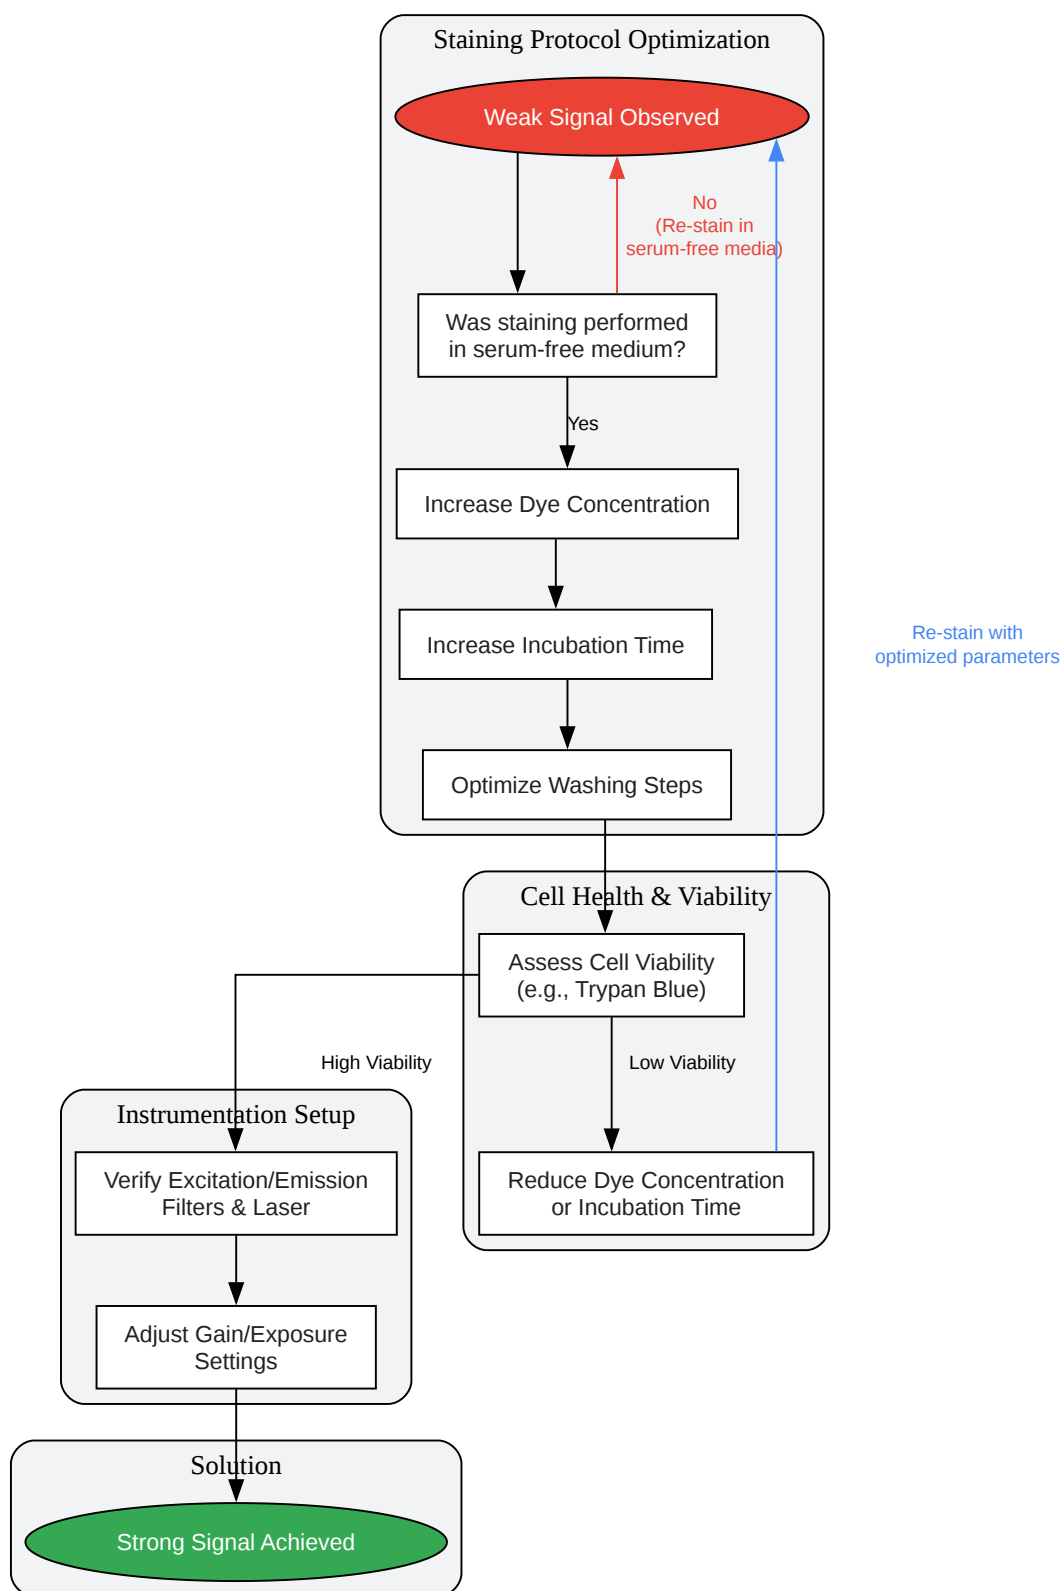 Staining Protocol Optimization
Weak Signal Observed
No
(Re-stain in
serum-free media)
Was staining performed
in serum-free medium?
Yes
Increase Dye Concentration
Increase Incubation Time
Re-stain with
optimized parameters
Optimize Washing Steps
Cell Health & Viability
Assess Cell Viability
(e.g., Trypan Blue)
High Viability
Low Viability
Instrumentation Setup
Verify Excitation/Emission
Filters & Laser
Reduce Dye Concentration
or Incubation Time
Adjust Gain/Exposure
Settings
Solution
Strong Signal Achieved